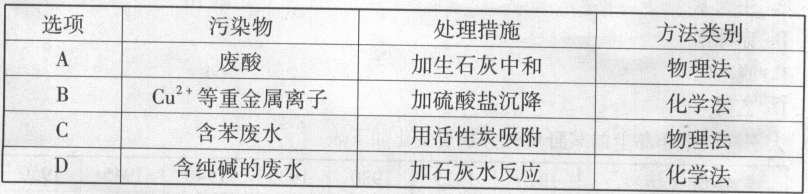 选项 污染物 处理措施 方法类别
A 废酸 加生石灰中和 物理法
B Cu²⁺等重金属离子 加硫酸盐沉降 化学法
C 含苯废水 用活性炭吸附 物理法
D 含纯碱的废水 加石灰水反应 化学法